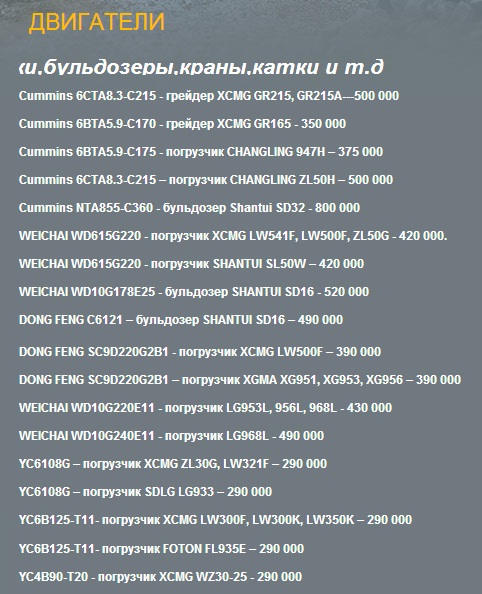 ДВИГАТЕЛИ
и,бульдозеры,краны,катки и т.д
Cummins 6CTA8.3-C215 - грейдер XCMG GR215, GR215A---500 000
Cummins 6BTA5.9-C170 - грейдер XCMG GR165 - 350 000
Cummins 6BTA5.9-C175 - погрузчик CHANGLING 947H – 375 000
Cummins 6CTA8.3-C215 – погрузчик CHANGLING ZL50H – 500 000
Cummins NTA855-C360 - бульдозер Shantui SD32 - 800 000
WEICHAI WD615G220 - погрузчик XCMG LW541F, LW500F, ZL50G - 420 000.
WEICHAI WD615G220 - погрузчик SHANTUI SL50W – 420 000
WEICHAI WD10G178E25 - бульдозер SHANTUI SD16 - 520 000
DONG FENG C6121 – бульдозер SHANTUI SD16 – 490 000
DONG FENG SC9D220G2B1 - погрузчик XCMG LW500F – 390 000
DONG FENG SC9D220G2B1 – погрузчик XGMA XG951, XG953, XG956 – 390 000
WEICHAI WD10G220E11 - погрузчик LG953L, 956L, 968L - 430 000
WEICHAI WD10G240E11 - погрузчик LG968L - 490 000
YC6108G – погрузчик XCMG ZL30G, LW321F – 290 000
YC6108G – погрузчик SDLG LG933 – 290 000
YC6B125-T11- погрузчик XCMG LW300F, LW300K, LW350K – 290 000
YC6B125-T11- погрузчик FOTON FL935E – 290 000
YC4B90-T20 - погрузчик XCMG WZ30-25 - 290 000